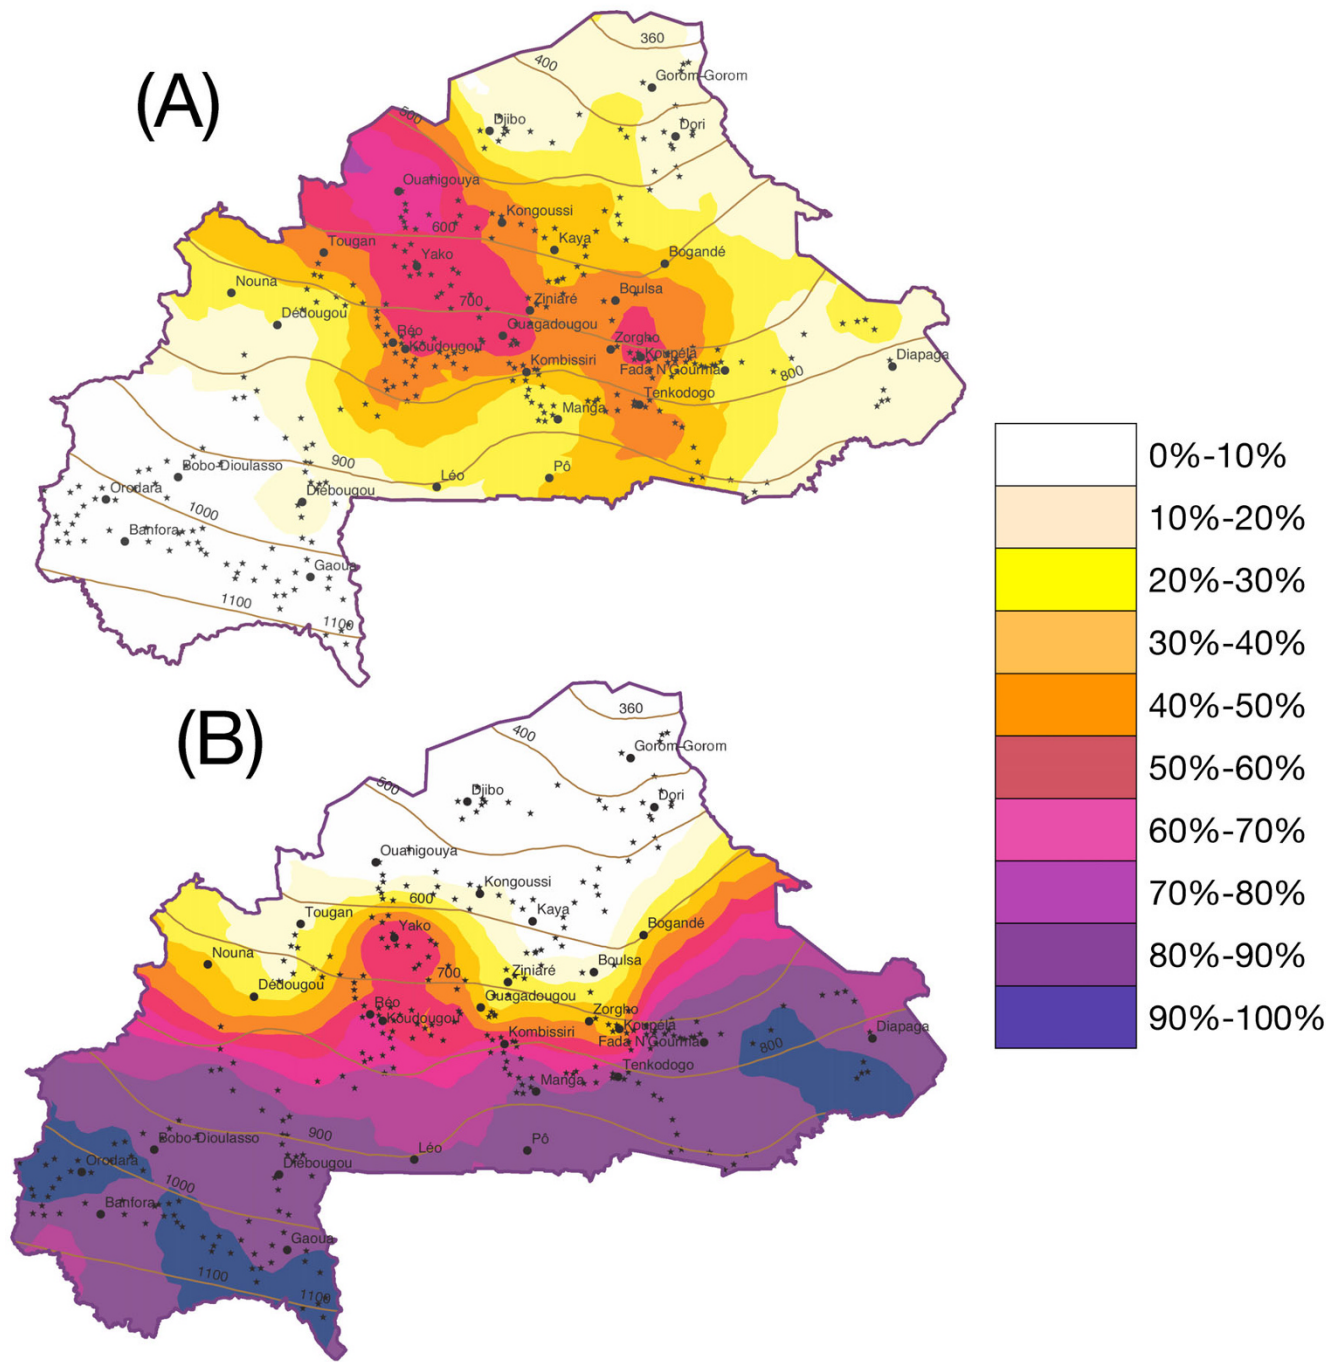 (A)
360
400
Gorom-Gorom
500
Djibo
Dori
Ouahigouya
Kongoussi
600
Tougan
Kaya
Yako
Bogandé
Nouna
Boulsa
700
Ziniaré
Dédougou
Ouagadougou
Réo
Zorgho
Koudougou
Koupéla
Diapaga
Kombissiri
Fada N'Gourma
800
Tenkodogo
Manga
900
Bobo-Dioulasso
Pô
Léo
Orodara
Diébougou
1000
Banfora
Gaoua
1100
1100
0%-10%
10%-20%
20%-30%
30%-40%
40%-50%
50%-60%
60%-70%
70%-80%
80%-90%
90%-100%
(B)
360
400
Gorom-Gorom
500
Djibo
Dori
Ouahigouya
Kongoussi
600
Tougan
Kaya
Yako
Bogandé
Nouna
Boulsa
700
Ziniaré
Dédougou
Ouagadougou
Réo
Zorgho
Koudougou
Koupéla
Diapaga
Kombissiri
Fada N'Gourma
800
Tenkodogo
Manga
900
Bobo-Dioulasso
Pô
Léo
Orodara
Diébougou
1000
Banfora
Gaoua
1100
1100